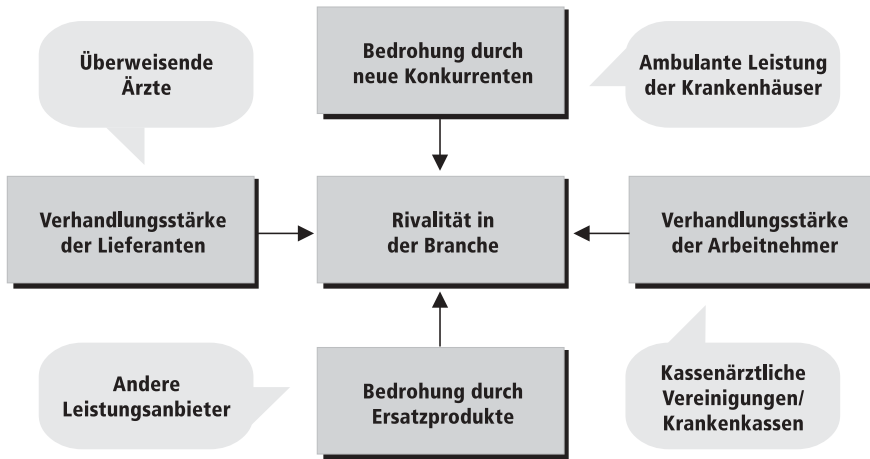 Überweisende
Ärzte
Bedrohung durch
neue Konkurrenten
Ambulante Leistung
der Krankenhäuser
Verhandlungsstärke
der Lieferanten
Rivalität in
der Branche
Verhandlungsstärke
der Arbeitnehmer
Andere
Leistungsanbieter
Bedrohung durch
Ersatzprodukte
Kassenärztliche
Vereinigungen/
Krankenkassen